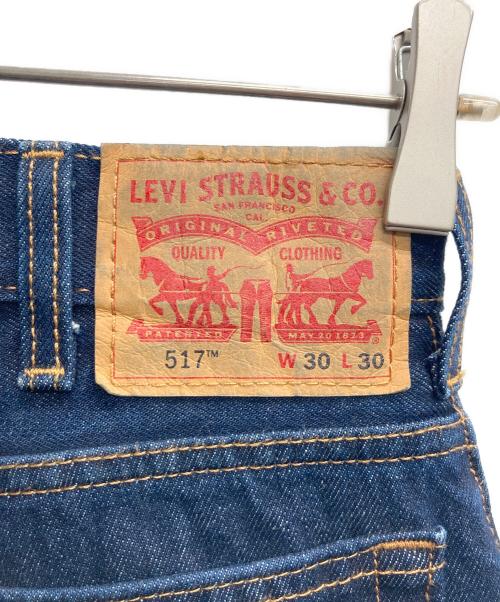 LEVI STRAUSS & CO.
SAN FRANCISCO
CAL.
ORIGINAL RIVETED
QUALITY CLOTHING
PATENTED MAY 20 1873
®
517™ W 30 L 30